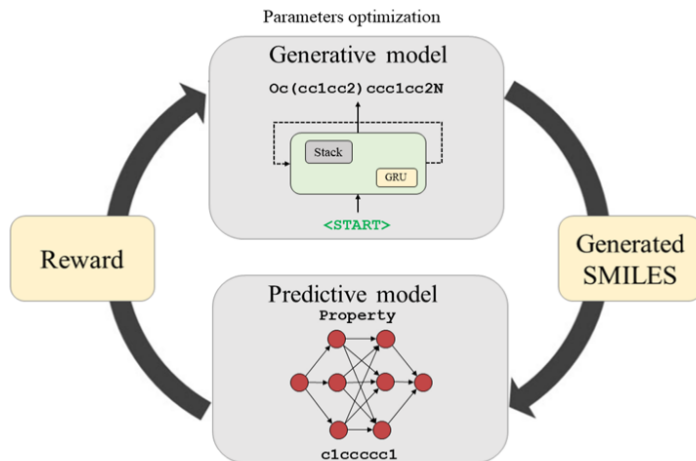 Parameters optimization
Generative model
Oc(cc1cc2)ccc1cc2N
Stack
GRU
<START>
Reward
Generated
SMILES
Predictive model
Property
c1ccccc1